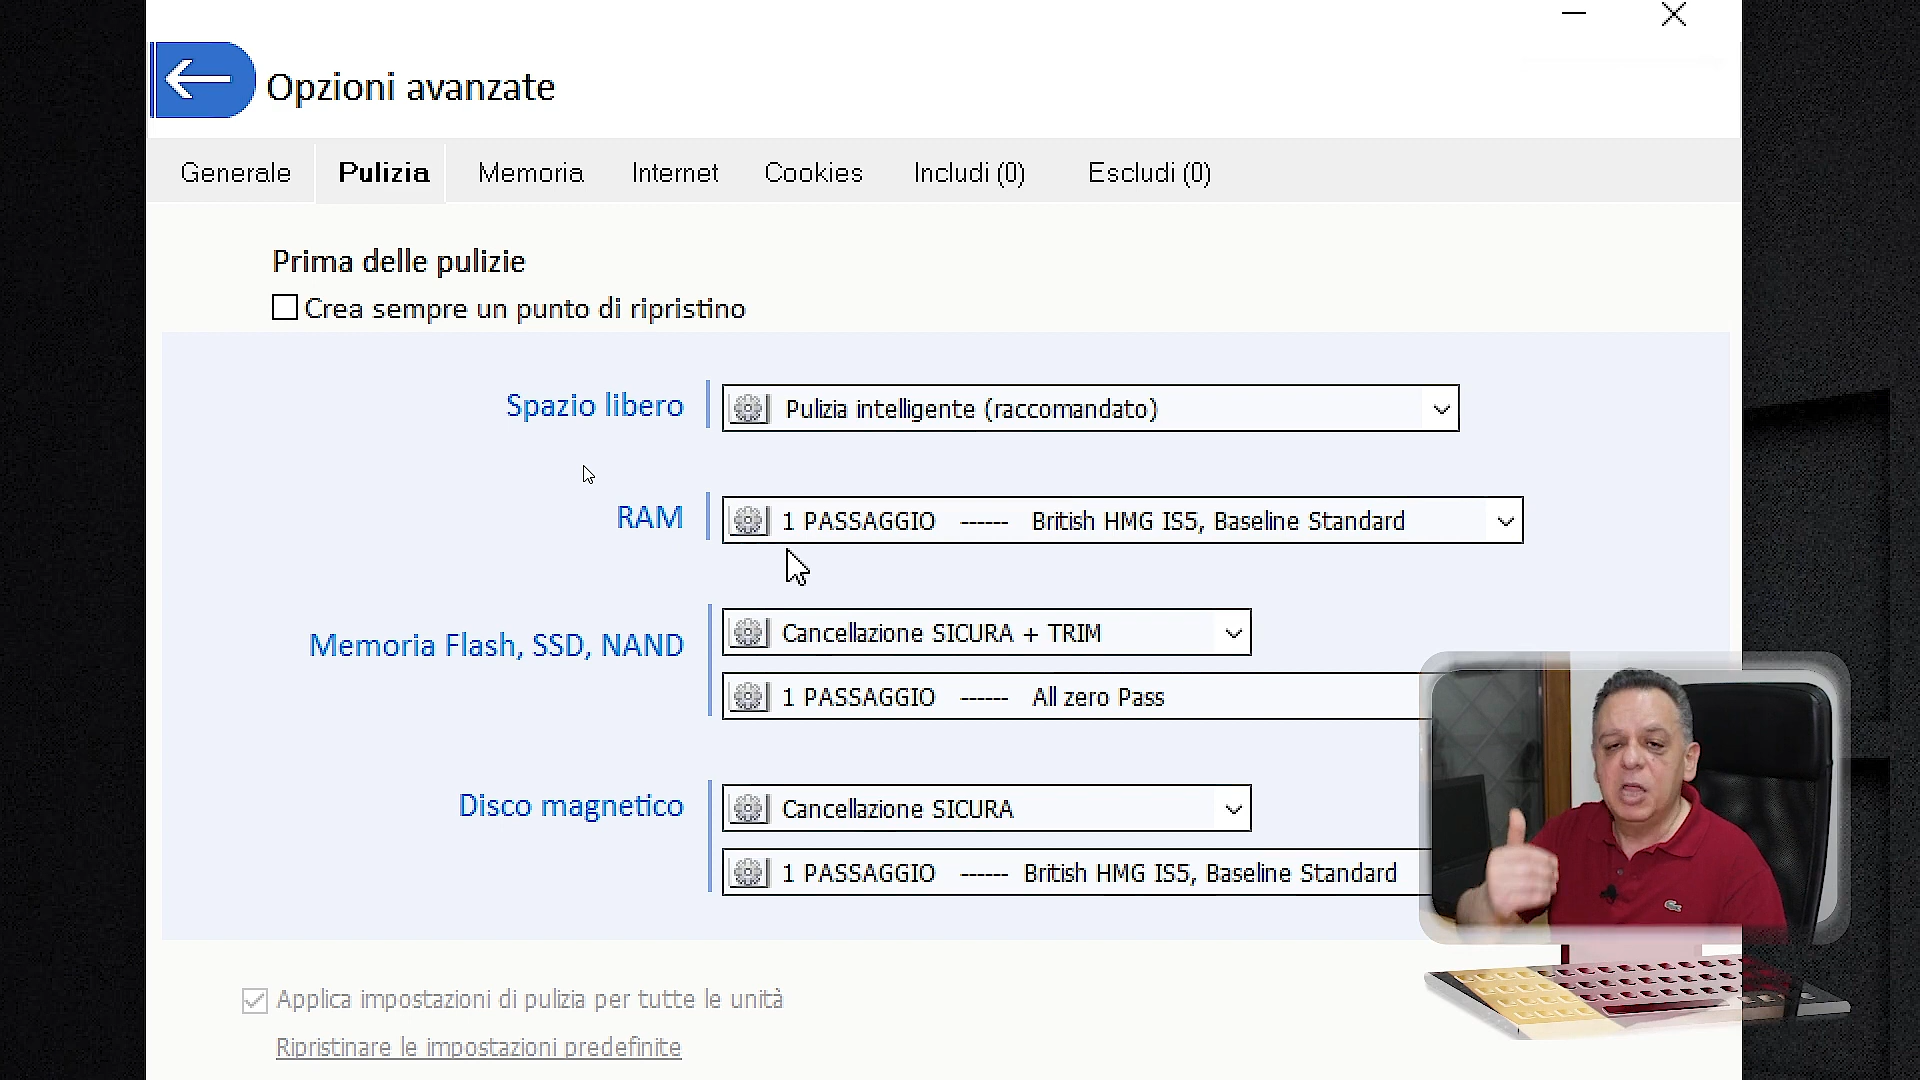 Opzioni avanzate
Generale Pulizia Memoria Internet Cookies Includi (0) Escludi (0)
Prima delle pulizie
Crea sempre un punto di ripristino
Spazio libero Pulizia intelligente (raccomandato)
RAM 1 PASSAGGIO ------ British HMG IS5, Baseline Standard
Memoria Flash, SSD, NAND Cancellazione SICURA + TRIM
1 PASSAGGIO ------ All zero Pass
Disco magnetico Cancellazione SICURA
1 PASSAGGIO ------ British HMG IS5, Baseline Standard
Applica impostazioni di pulizia per tutte le unità
Ripristinare le impostazioni predefinite